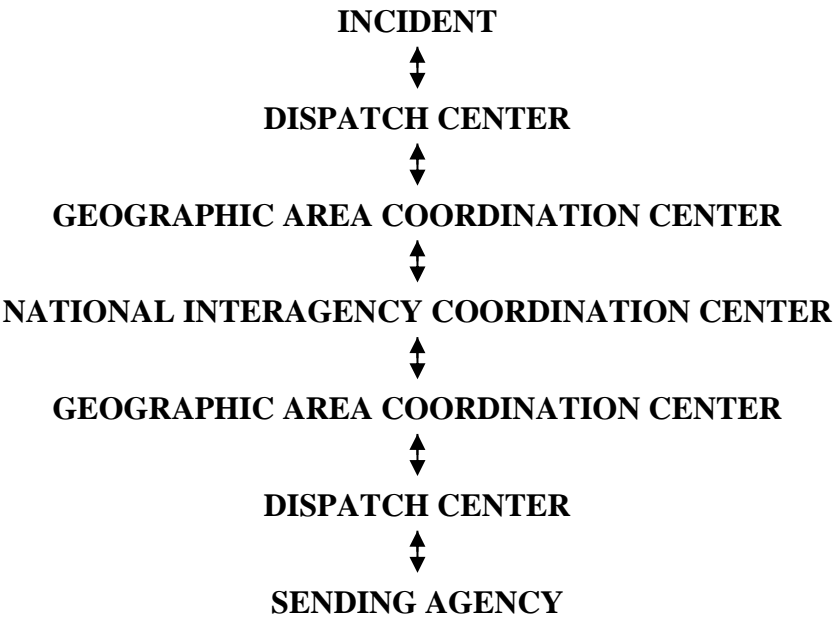 INCIDENT
DISPATCH CENTER
GEOGRAPHIC AREA COORDINATION CENTER
NATIONAL INTERAGENCY COORDINATION CENTER
GEOGRAPHIC AREA COORDINATION CENTER
DISPATCH CENTER
SENDING AGENCY